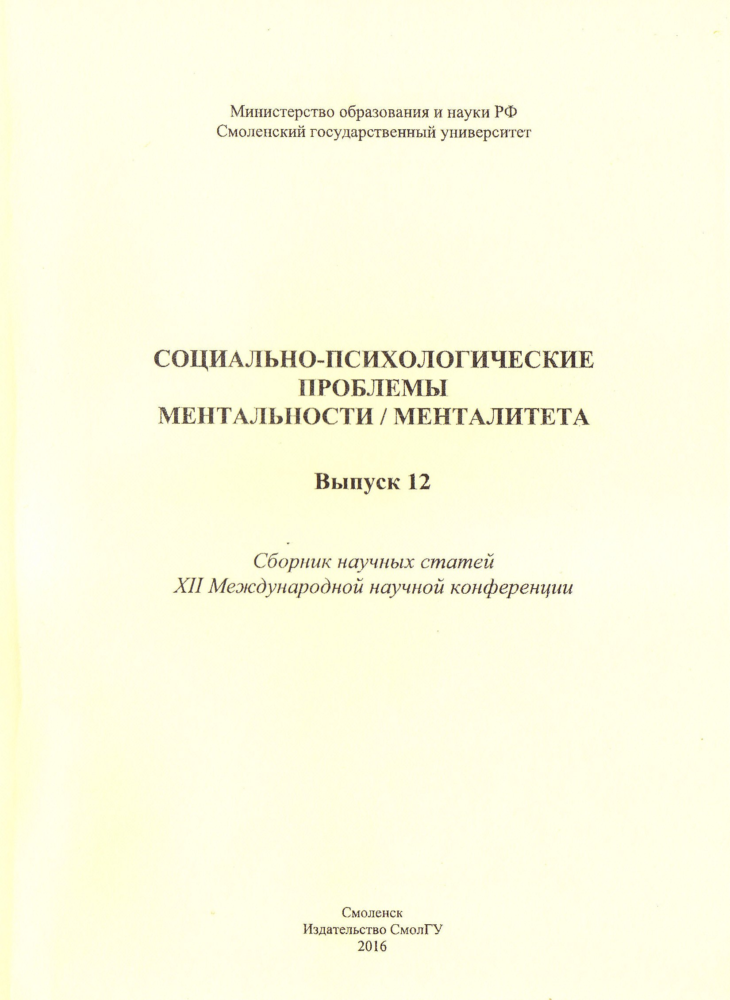 Министерство образования и науки РФ
Смоленский государственный университет
СОЦИАЛЬНО-ПСИХОЛОГИЧЕСКИЕ
ПРОБЛЕМЫ
МЕНТАЛЬНОСТИ / МЕНТАЛИТЕТА
Выпуск 12
Сборник научных статей
XII Международной научной конференции
Смоленск
Издательство СмолГУ
2016